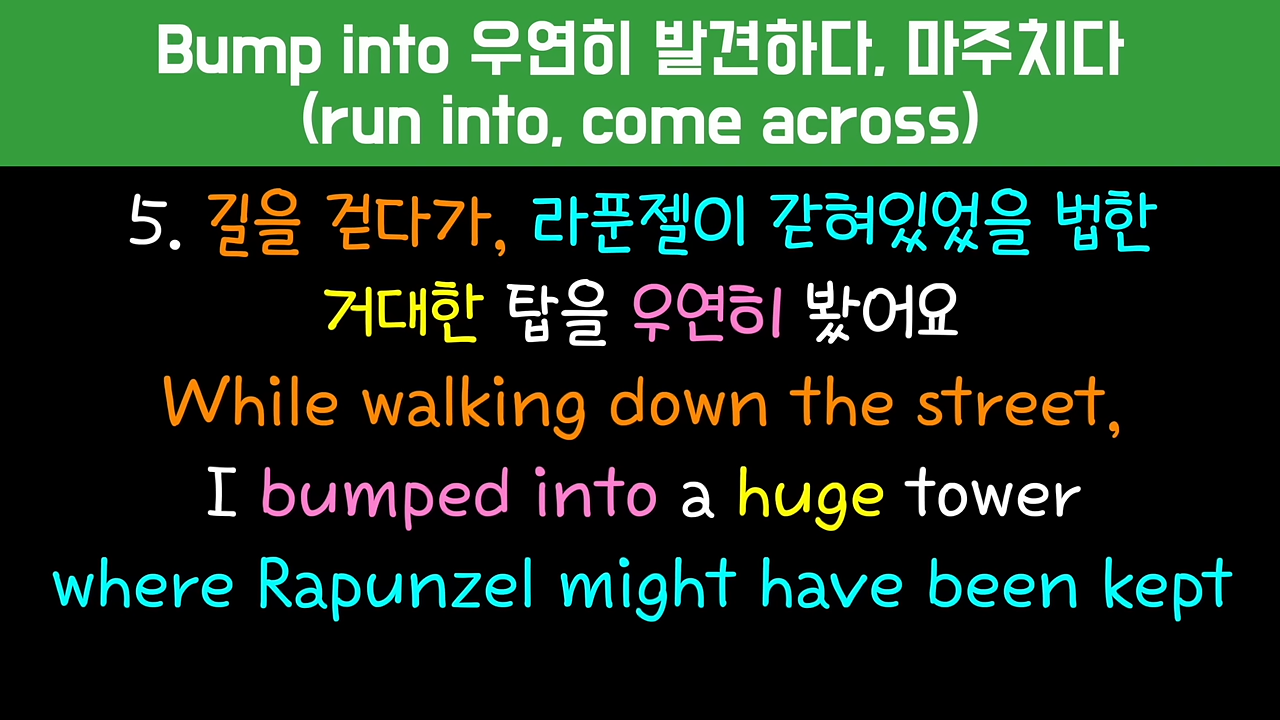 Bump into 우연히 발견하다, 마주치다
(run into, come across)
5. 길을 걷다가, 라푼젤이 갇혀있었을 법한
거대한 탑을 우연히 봤어요
While walking down the street,
I bumped into a huge tower
where Rapunzel might have been kept